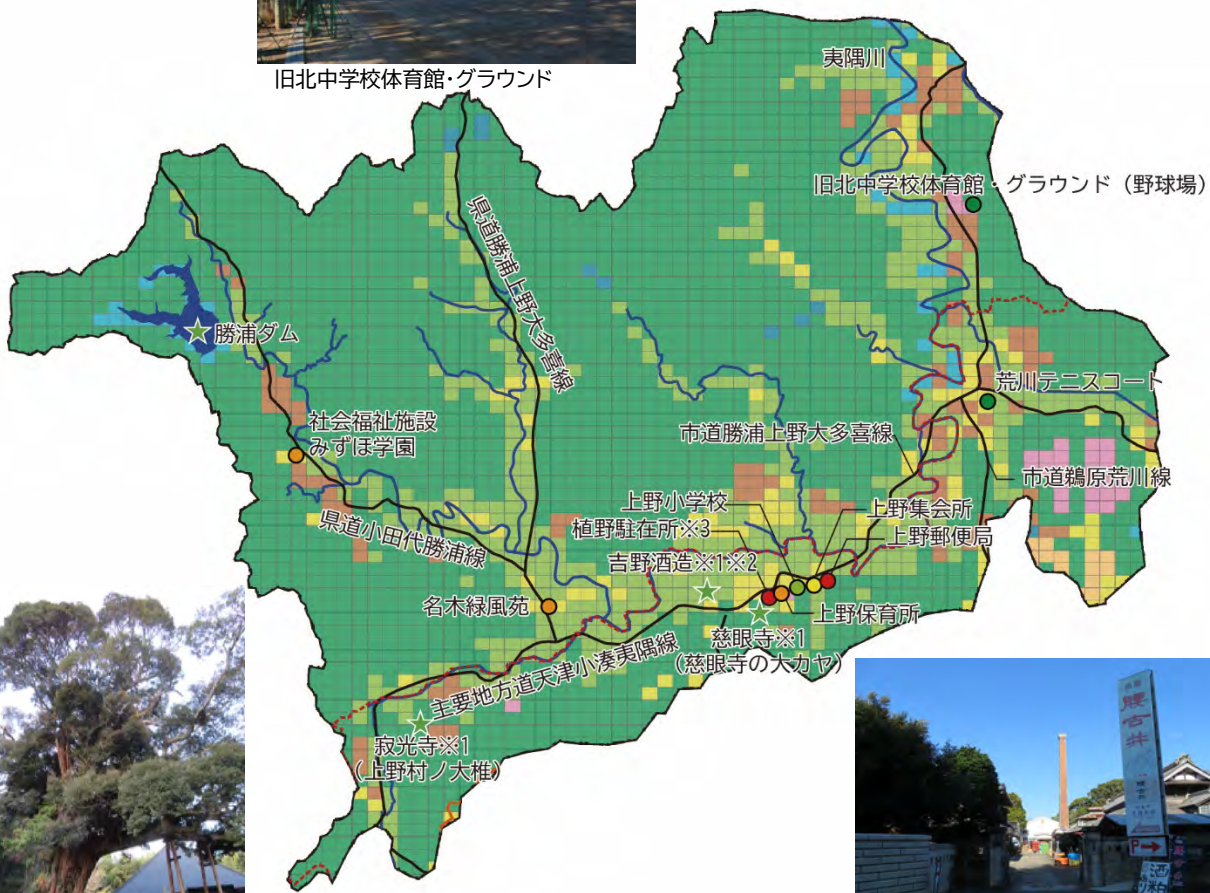 旧北中学校体育館・グラウンド
夷隅川
旧北中学校体育館・グラウンド（野球場）
県道勝浦上野大多喜線
勝浦ダム
荒川テニスコート
社会福祉施設
みずほ学園
市道勝浦上野大多喜線
市道鵜原荒川線
上野小学校
上野集会所
植野駐在所※3
上野郵便局
県道小田代勝浦線
吉野酒造※1※2
名木緑風苑
上野保育所
慈眼寺※1
（慈眼寺の大カヤ）
主要地方道天津小湊夷隅線
寂光寺※1
（上野村ノ大椎）
腰古井
腰古井
P→
酒粕